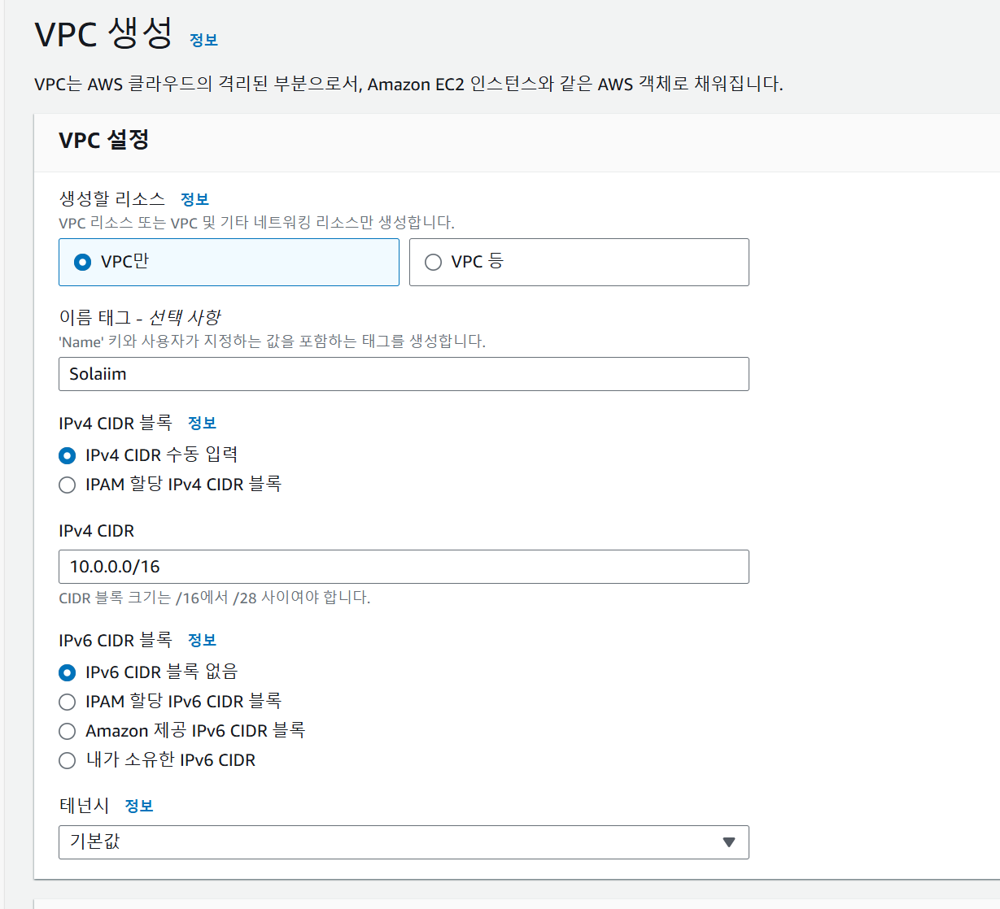 VPC 생성 정보
VPC는 AWS 클라우드의 격리된 부분으로서, Amazon EC2 인스턴스와 같은 AWS 객체로 채워집니다.
VPC 설정
생성할 리소스 정보
VPC 리소스 또는 VPC 및 기타 네트워킹 리소스만 생성합니다.
VPC만 VPC 등
이름 태그 - 선택 사항
'Name' 키와 사용자가 지정하는 값을 포함하는 태그를 생성합니다.
Solaiim
IPv4 CIDR 블록 정보
IPv4 CIDR 수동 입력
IPAM 할당 IPv4 CIDR 블록
IPv4 CIDR
10.0.0.0/16
CIDR 블록 크기는 /16에서 /28 사이여야 합니다.
IPv6 CIDR 블록 정보
IPv6 CIDR 블록 없음
IPAM 할당 IPv6 CIDR 블록
Amazon 제공 IPv6 CIDR 블록
내가 소유한 IPv6 CIDR
테넌시 정보
기본값